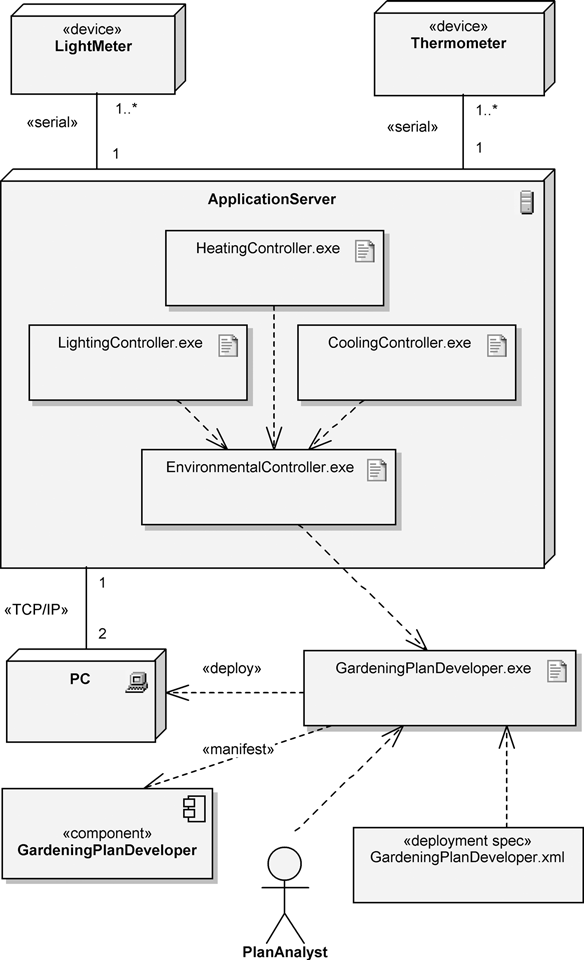 «device»
LightMeter
«device»
Thermometer
1..*
«serial»
1
1..*
«serial»
1
ApplicationServer
HeatingController.exe
LightingController.exe
CoolingController.exe
EnvironmentalController.exe
1
«TCP/IP»
2
PC
«deploy»
GardeningPlanDeveloper.exe
«manifest»
«component»
GardeningPlanDeveloper
«deployment spec»
GardeningPlanDeveloper.xml
PlanAnalyst